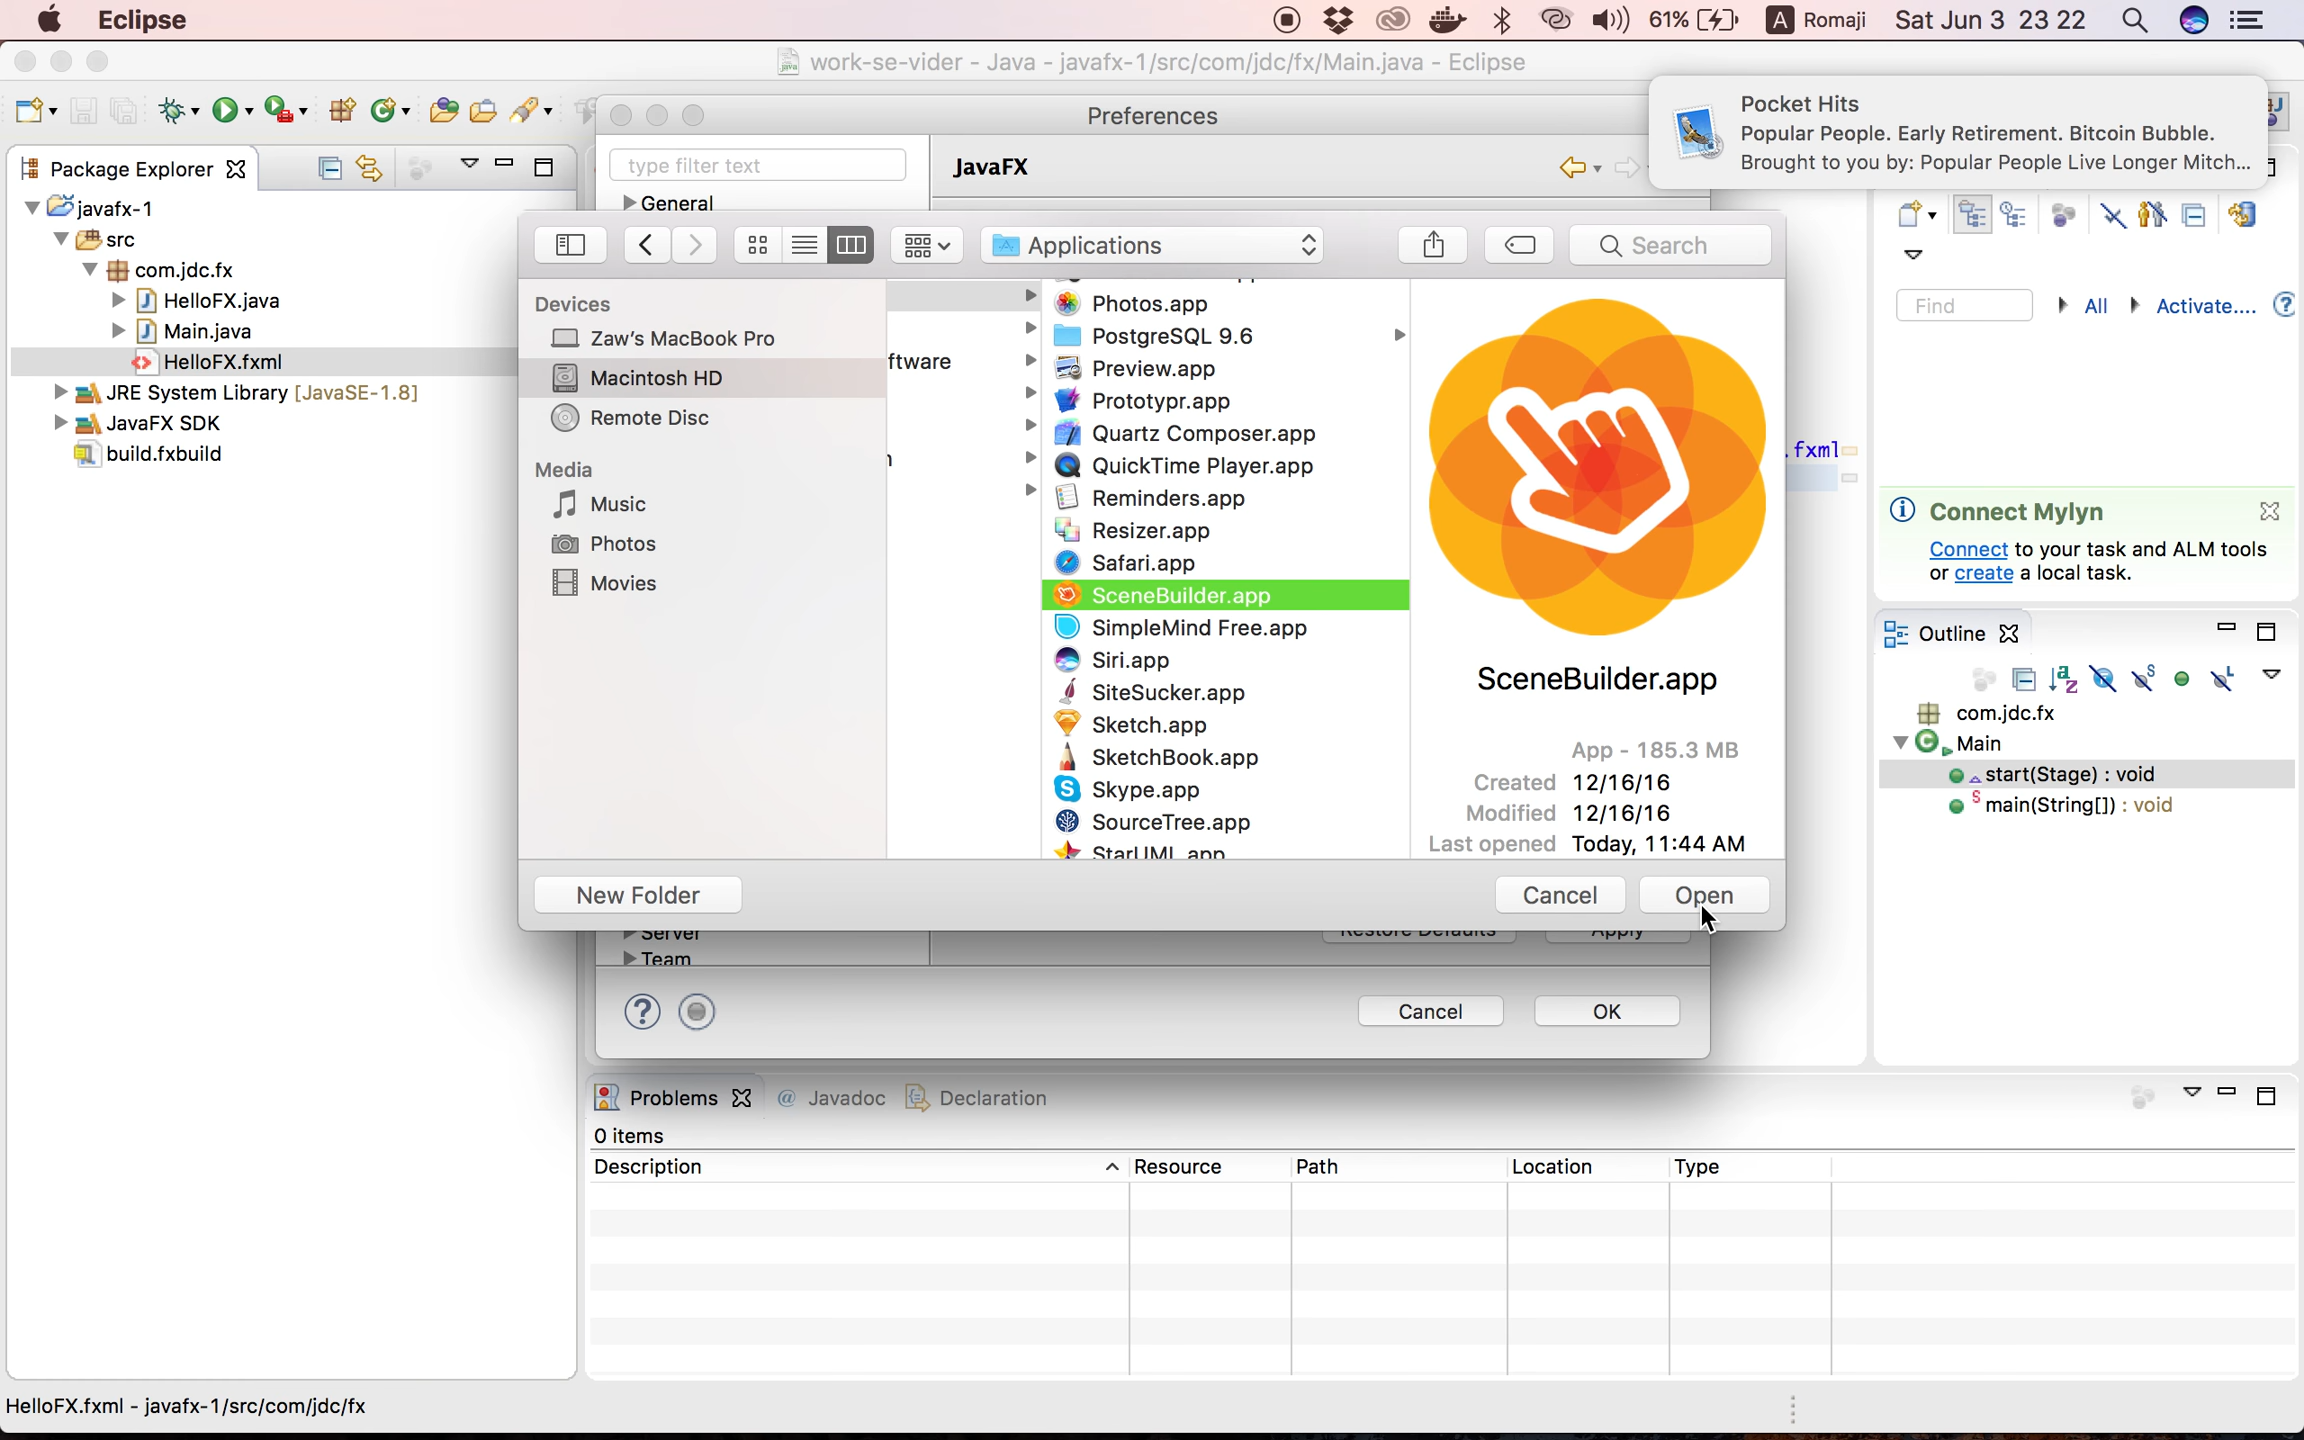 Eclipse
61%
A Romaji
Sat Jun 3 23 22
work-se-vider - Java - javafx-1/src/com/jdc/fx/Main.java - Eclipse
Pocket Hits
Popular People. Early Retirement. Bitcoin Bubble.
Brought to you by: Popular People Live Longer Mitch...
Preferences
type filter text
JavaFX
General
Package Explorer
javafx-1
src
com.jdc.fx
HelloFX.java
Main.java
HelloFX.fxml
JRE System Library [JavaSE-1.8]
JavaFX SDK
build.fxbuild
Applications
Search
Devices
Zaw's MacBook Pro
Macintosh HD
Remote Disc
Media
Music
Photos
Movies
ftware
Photos.app
PostgreSQL 9.6
Preview.app
Prototypr.app
Quartz Composer.app
QuickTime Player.app
Reminders.app
Resizer.app
Safari.app
SceneBuilder.app
SimpleMind Free.app
Siri.app
SiteSucker.app
Sketch.app
SketchBook.app
Skype.app
SourceTree.app
StarUML.app
SceneBuilder.app
App - 185.3 MB
Created 12/16/16
Modified 12/16/16
Last opened Today, 11:44 AM
New Folder
Cancel
Open
Server
Team
Restore Defaults
Apply
Cancel
OK
.fxml
Find
All
Activate....
Connect Mylyn
Connect to your task and ALM tools
or create a local task.
Outline
com.jdc.fx
Main
start(Stage) : void
main(String[]) : void
Problems
@ Javadoc
Declaration
0 items
Description
Resource
Path
Location
Type
HelloFX.fxml - javafx-1/src/com/jdc/fx